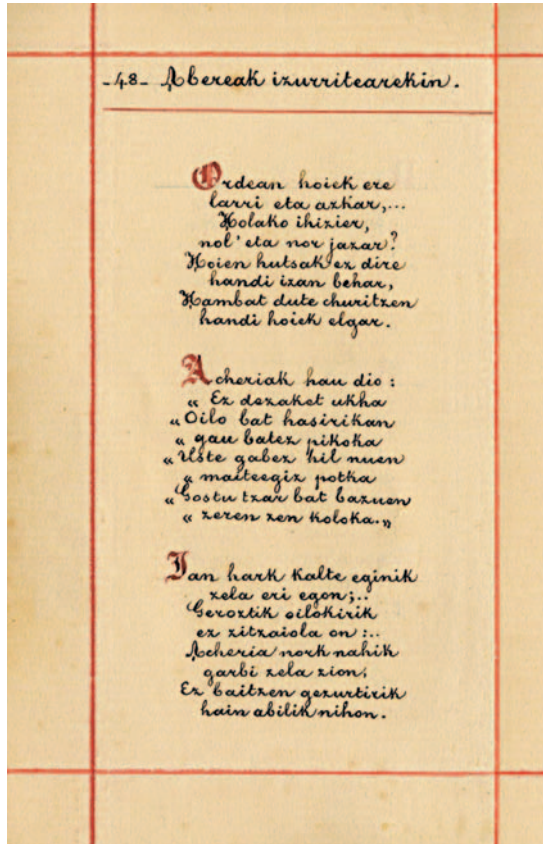 -48- Abereak izurritearekin.
Ordean hoiek ere
larri eta azkar,...
Holako ihizier,
nol' eta nor jazar?
Hoien hutsak ez dire
handi izan behar,
Hambat dute churitzen
handi hoiek elgar.
Acheriak hau dio :
" Ez dezaket ukha
" Oilo bat hasirikan
" gau batez pikoka
" Uste gabez hil nuen
" maiteegiz potka
" Gostu tzar bat bazuen
" zeren zen koloka.„
Jan hark kalte eginik
zela eri egon;..
Geroztik oilokirik
ez zitzaiola on :..
Acheria nork nahik
garbi zela zion;
Ez baitzen gezurtirik
hain abilik nihon.